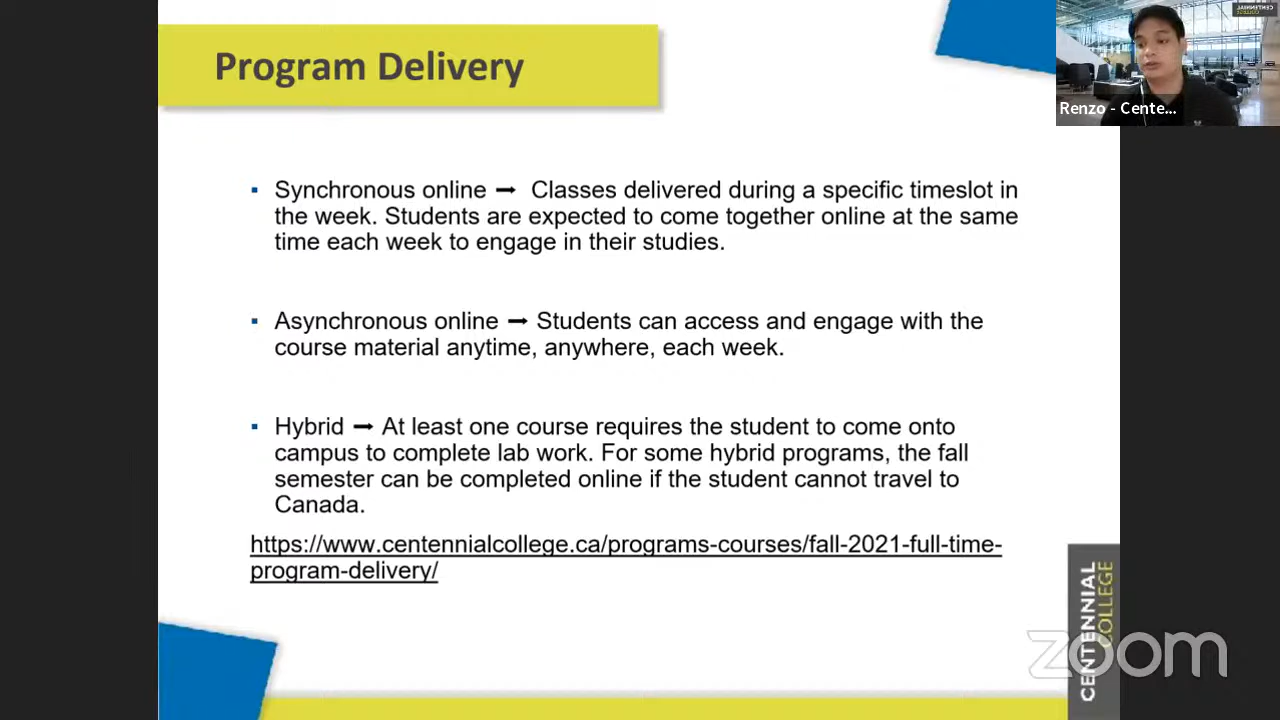 Program Delivery
Renzo - Cente...
Synchronous online ➞ Classes delivered during a specific timeslot in
the week. Students are expected to come together online at the same
time each week to engage in their studies.
Asynchronous online ➞ Students can access and engage with the
course material anytime, anywhere, each week.
Hybrid ➞ At least one course requires the student to come onto
campus to complete lab work. For some hybrid programs, the fall
semester can be completed online if the student cannot travel to
Canada.
https://www.centennialcollege.ca/programs-courses/fall-2021-full-time-
program-delivery/
CENTENNIAL
COLLEGE
zoom